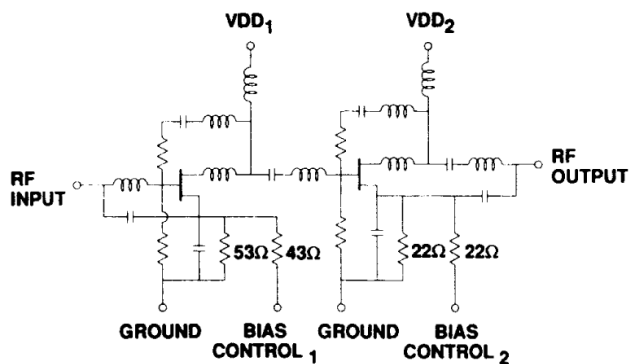 VDD1 VDD2
RF
INPUT
RF
OUTPUT
53Ω 43Ω 22Ω 22Ω
GROUND BIAS CONTROL 1 GROUND BIAS CONTROL 2